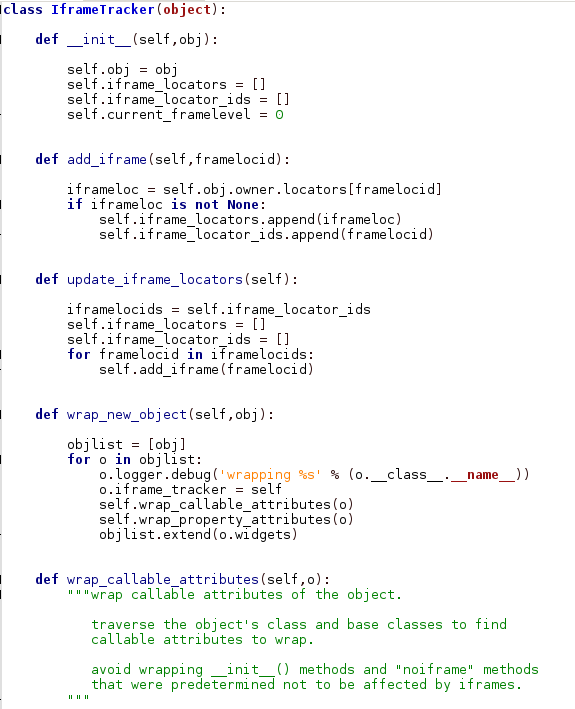 class IframeTracker(object):
    def __init__(self,obj):
        self.obj = obj
        self.iframe_locators = []
        self.iframe_locator_ids = []
        self.current_framelevel = 0
    def add_iframe(self,framelocid):
        iframeloc = self.obj.owner.locators[framelocid]
        if iframeloc is not None:
            self.iframe_locators.append(iframeloc)
            self.iframe_locator_ids.append(framelocid)
    def update_iframe_locators(self):
        iframelocids = self.iframe_locator_ids
        self.iframe_locators = []
        self.iframe_locator_ids = []
        for framelocid in iframelocids:
            self.add_iframe(framelocid)
    def wrap_new_object(self,obj):
        objlist = [obj]
        for o in objlist:
            o.logger.debug('wrapping %s' % (o.__class__.__name__))
            o.iframe_tracker = self
            self.wrap_callable_attributes(o)
            self.wrap_property_attributes(o)
            objlist.extend(o.widgets)
    def wrap_callable_attributes(self,o):
        """wrap callable attributes of the object.
           traverse the object's class and base classes to find
           callable attributes to wrap.
           avoid wrapping __init__() methods and "noiframe" methods
           that were predetermined not to be affected by iframes.
        """